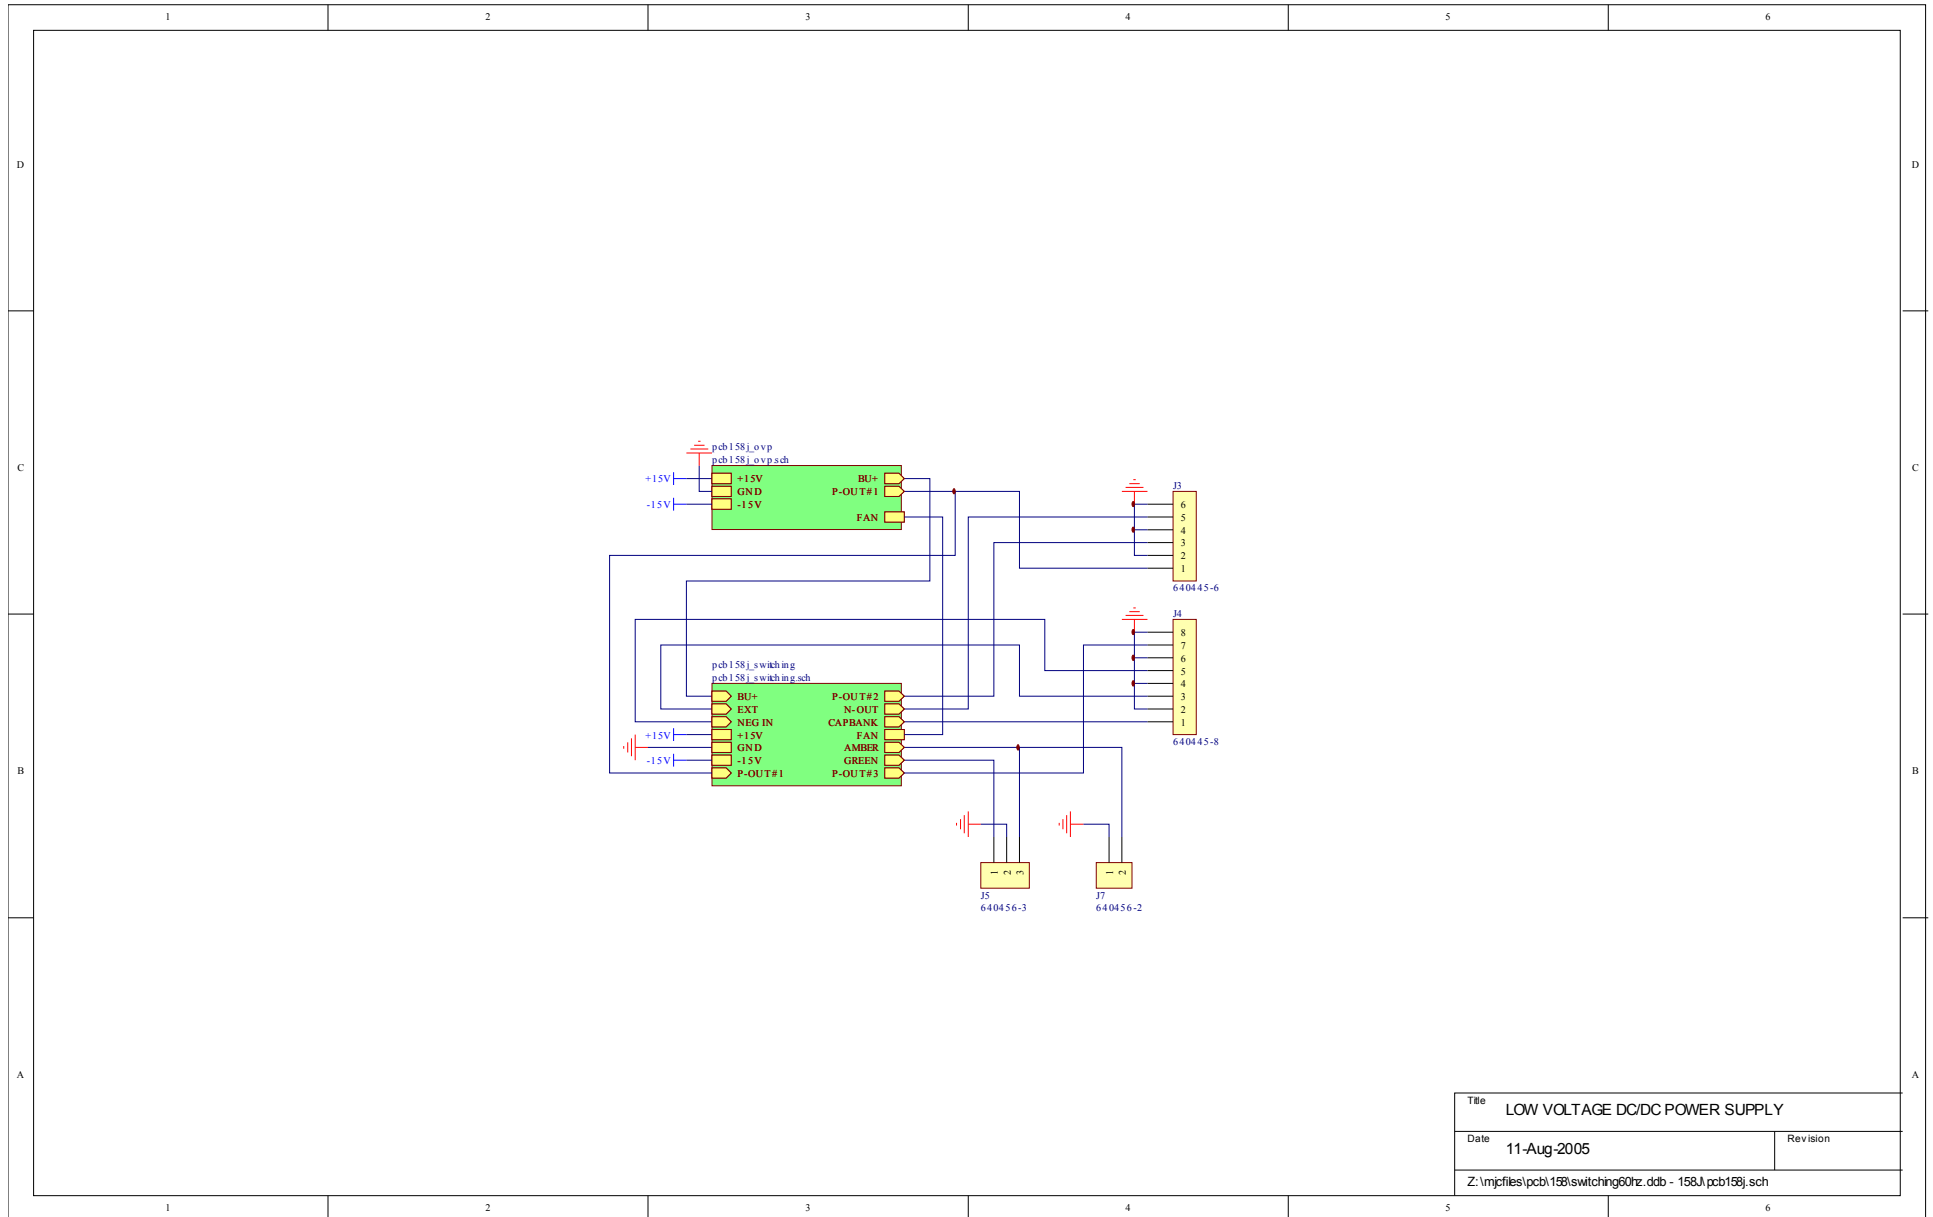 1 2 3 4 5 6
D D
C C
B B
A A
pcb158j_ovp
pcb158j_ovp.sch
+15V
-15V
+15V
GND
-15V
BU+
P-OUT#1
FAN
J3
6
5
4
3
2
1
640445-6
J4
8
7
6
5
4
3
2
1
640445-8
pcb158j_switching
pcb158j_switching.sch
+15V
-15V
BU+
EXT
NEG IN
+15V
GND
-15V
P-OUT#1
P-OUT#2
N-OUT
CAPBANK
FAN
AMBER
GREEN
P-OUT#3
1 2 3
J5
640456-3
1 2
J7
640456-2
Title
LOW VOLTAGE DC/DC POWER SUPPLY
Date
11-Aug-2005
Revision
Z:\mjcfiles\pcb\158\switching60hz.ddb - 158J\pcb158j.sch
1 2 3 4 5 6